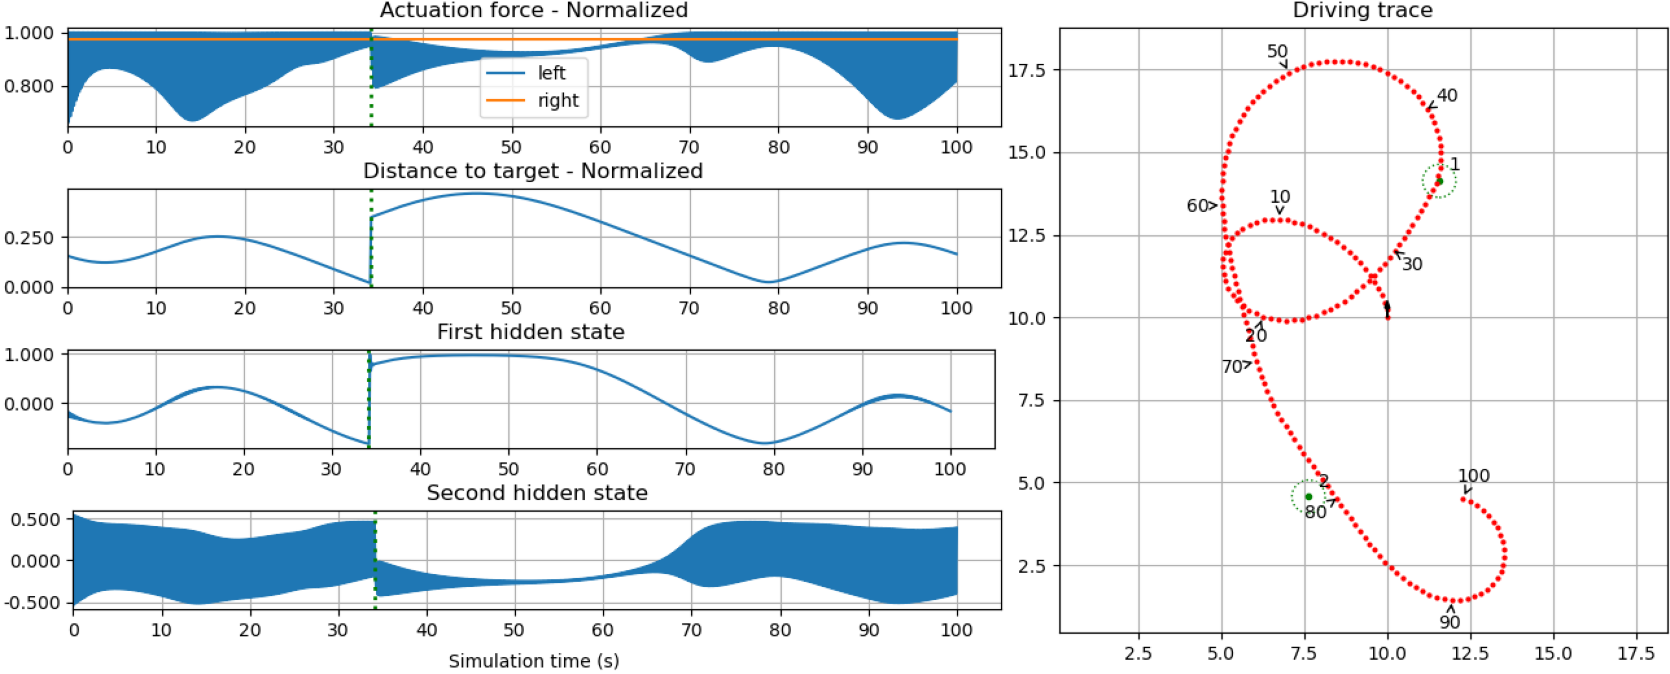 Actuation force - Normalized
1.000
0.800
left
right
0 10 20 30 40 50 60 70 80 90 100
Distance to target - Normalized
0.250
0.000
0 10 20 30 40 50 60 70 80 90 100
First hidden state
1.000
0.000
0 10 20 30 40 50 60 70 80 90 100
Second hidden state
0.500
0.000
-0.500
0 10 20 30 40 50 60 70 80 90 100
Simulation time (s)
Driving trace
17.5
15.0
12.5
10.0
7.5
5.0
2.5
50
40
1
60
10
30
20
70
2
80
100
90
2.5 5.0 7.5 10.0 12.5 15.0 17.5